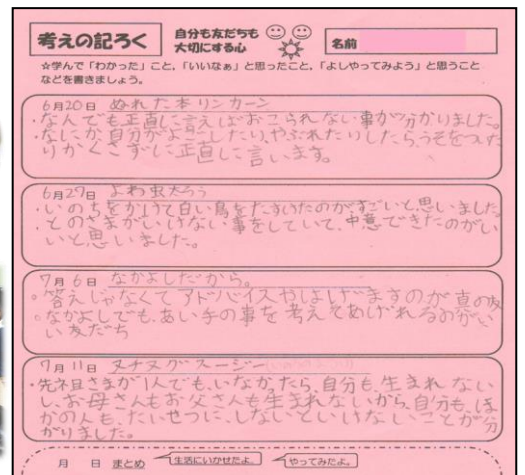 考えの記ろく
自分も友だちも
大切にする心
名前
☆学んで「わかった」こと,「いいなぁ」と思ったこと,「よしやってみよう」と思うこと
などを書きましょう。
6月20日 ぬれた本リンカーン
・なんでも正直に言えばおこられない事が分かりました。
・なにか自分がよごしたり、やぶれたりしたらうそをついた
りかくさずに正直に言います。
6月27日 よわ虫太ろう
・いのちをかけて白い鳥をたすけたのがすごいと思いました。
・とのさまがいけない事をしていて、中意できたのがい
いと思いました。
7月6日 なかよしだから。
・答えじゃなくてアドバイスやはげますのが真の友
・なかよしでも、あい手の事を考えてあげれるのがい
い友だち
7月11日 ヌチヌグスージー
・先祖さまが1人でも、いなかったら、自分も、生まれない
し、お母さんもお父さんも生まれないから、自分も、ほ
かの人も、たいせつに、しないといけないことが分
かりました。
月 日 まとめ 生活にいかせたよ。 やってみたよ。